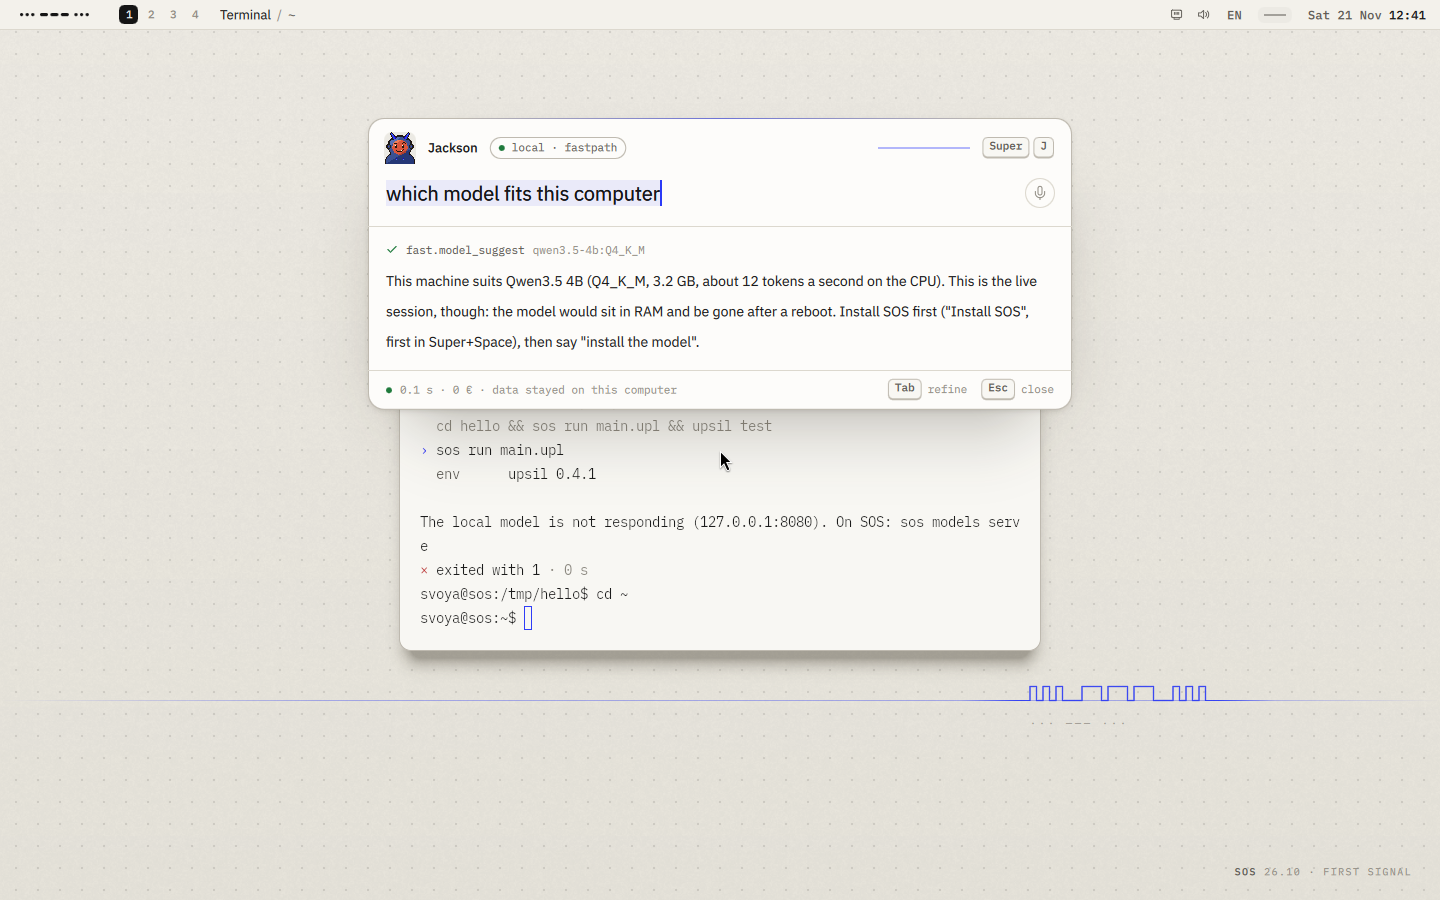 1 2 3 4 Terminal / ~ EN Sat 21 Nov 12:41
Jackson local · fastpath Super J
which model fits this computer
fast.model_suggest qwen3.5-4b:Q4_K_M
This machine suits Qwen3.5 4B (Q4_K_M, 3.2 GB, about 12 tokens a second on the CPU). This is the live
session, though: the model would sit in RAM and be gone after a reboot. Install SOS first ("Install SOS",
first in Super+Space), then say "install the model".
0.1 s · 0 € · data stayed on this computer Tab refine Esc close
cd hello && sos run main.upl && upsil test
› sos run main.upl
env upsil 0.4.1
The local model is not responding (127.0.0.1:8080). On SOS: sos models serv
e
× exited with 1 · 0 s
svoya@sos:/tmp/hello$ cd ~
svoya@sos:~$
··· --- ···
SOS 26.10 · FIRST SIGNAL